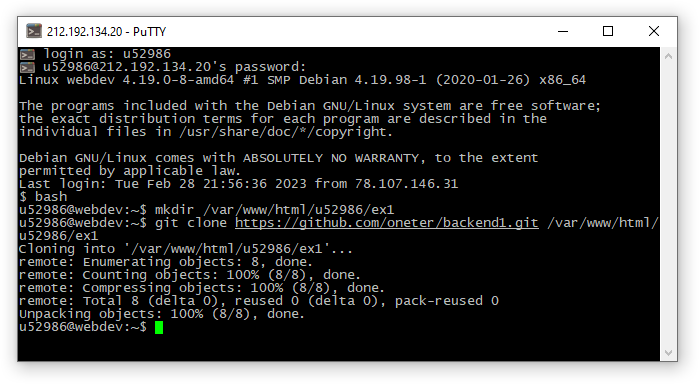 212.192.134.20 - PuTTY
login as: u52986
u52986@212.192.134.20's password:
Linux webdev 4.19.0-8-amd64 #1 SMP Debian 4.19.98-1 (2020-01-26) x86_64
The programs included with the Debian GNU/Linux system are free software;
the exact distribution terms for each program are described in the
individual files in /usr/share/doc/*/copyright.
Debian GNU/Linux comes with ABSOLUTELY NO WARRANTY, to the extent
permitted by applicable law.
Last login: Tue Feb 28 21:56:36 2023 from 78.107.146.31
$ bash
u52986@webdev:~$ mkdir /var/www/html/u52986/ex1
u52986@webdev:~$ git clone https://github.com/oneter/backend1.git /var/www/html/
u52986/ex1
Cloning into '/var/www/html/u52986/ex1'...
remote: Enumerating objects: 8, done.
remote: Counting objects: 100% (8/8), done.
remote: Compressing objects: 100% (8/8), done.
remote: Total 8 (delta 0), reused 0 (delta 0), pack-reused 0
Unpacking objects: 100% (8/8), done.
u52986@webdev:~$